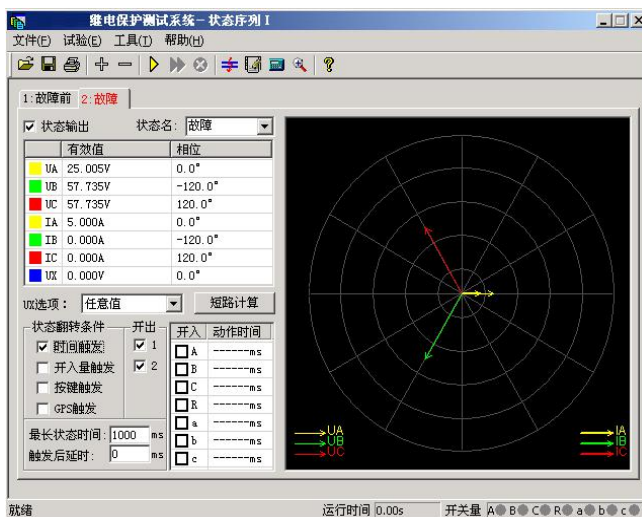 继电保护测试系统-状态序列I
文件(F) 试验(E) 工具(T) 帮助(H)
1:故障前 2:故障
状态输出 状态名: 故障
有效值 相位
UA 25.005V 0.0°
UB 57.735V -120.0°
UC 57.735V 120.0°
IA 5.000A 0.0°
IB 0.000A -120.0°
IC 0.000A 120.0°
UX 0.000V 0.0°
UX选项: 任意值 短路计算
状态翻转条件 开出 开入 动作时间
时间触发 1 A ------ms
开入量触发 2 B ------ms
按键触发 C ------ms
GPS触发 R ------ms
a ------ms
最长状态时间: 1000 ms b ------ms
触发后延时: 0 ms c ------ms
UA IA
UB IB
UC IC
就绪 运行时间 0.00s 开关量 A B C R a b c